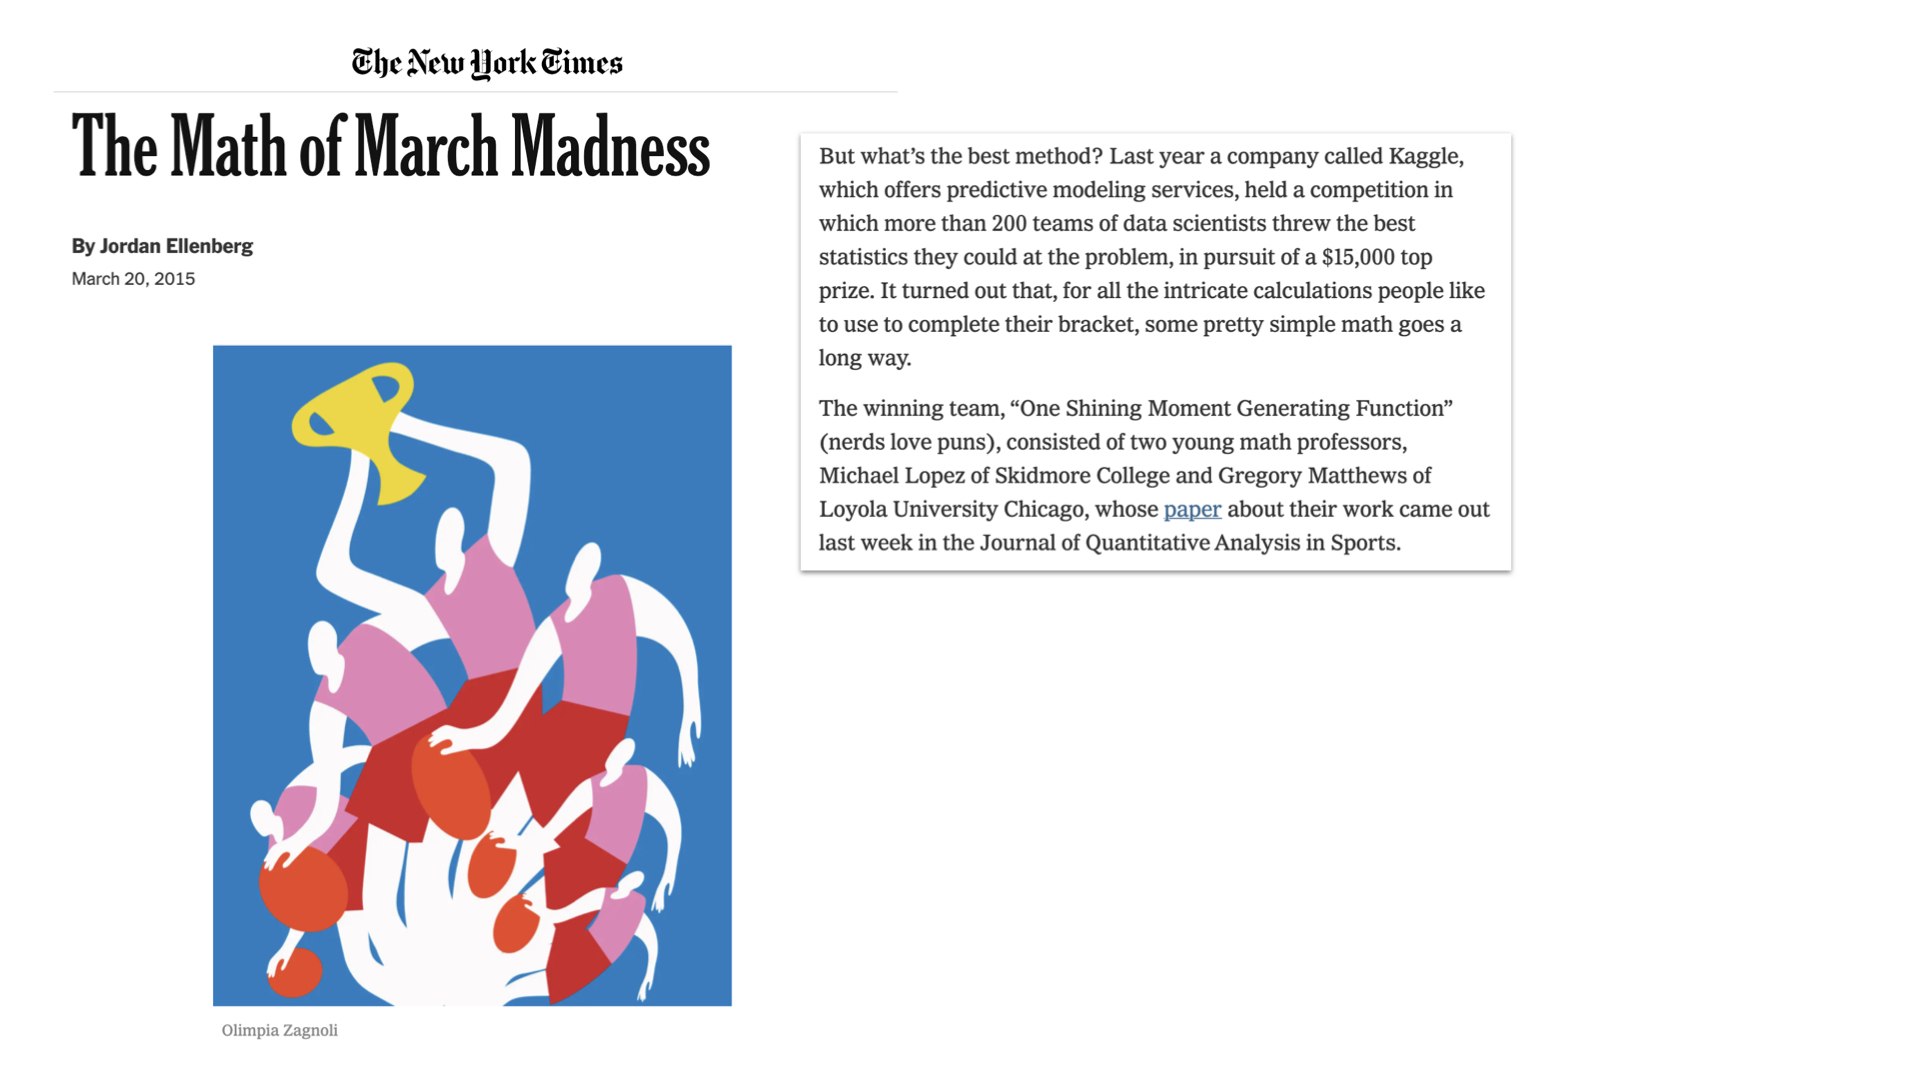 The New York Times
The Math of March Madness
By Jordan Ellenberg
March 20, 2015
Olimpia Zagnoli
But what’s the best method? Last year a company called Kaggle,
which offers predictive modeling services, held a competition in
which more than 200 teams of data scientists threw the best
statistics they could at the problem, in pursuit of a $15,000 top
prize. It turned out that, for all the intricate calculations people like
to use to complete their bracket, some pretty simple math goes a
long way.
The winning team, “One Shining Moment Generating Function”
(nerds love puns), consisted of two young math professors,
Michael Lopez of Skidmore College and Gregory Matthews of
Loyola University Chicago, whose paper about their work came out
last week in the Journal of Quantitative Analysis in Sports.